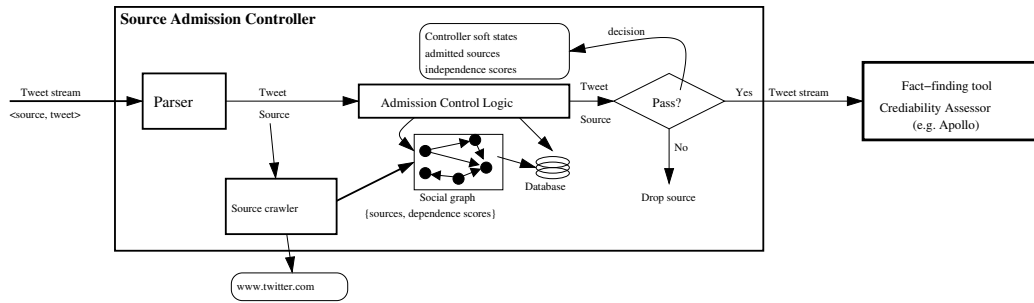 Source Admission Controller
Controller soft states
admitted sources
independence scores
decision
Tweet stream
<source, tweet>
Parser
Tweet
Source
Admission Control Logic
Tweet
Source
Pass?
Yes
Tweet stream
Fact−finding tool
Crediability Assessor
(e.g. Apollo)
No
Drop source
Source crawler
Social graph
{sources, dependence scores}
Database
www.twitter.com